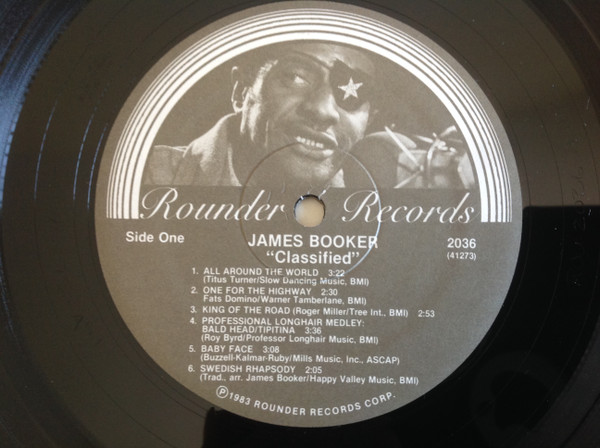 Rounder Records
Side One
JAMES BOOKER
2036
"Classified"
(41273)
1. ALL AROUND THE WORLD 3:22
(Titus Turner/Slow Dancing Music, BMI)
2. ONE FOR THE HIGHWAY 2:30
Fats Domino/Warner Tamberlane, BMI)
3. KING OF THE ROAD (Roger Miller/Tree Int., BMI) 2:53
4. PROFESSIONAL LONGHAIR MEDLEY:
BALD HEAD/TIPITINA 3:36
(Roy Byrd/Professor Longhair Music, BMI)
5. BABY FACE 3:08
(Buzzell-Kalmar-Ruby/Mills Music, Inc., ASCAP)
6. SWEDISH RHAPSODY 2:05
(Trad., arr. James Booker/Happy Valley Music, BMI)
Ⓟ1983 ROUNDER RECORDS CORP.